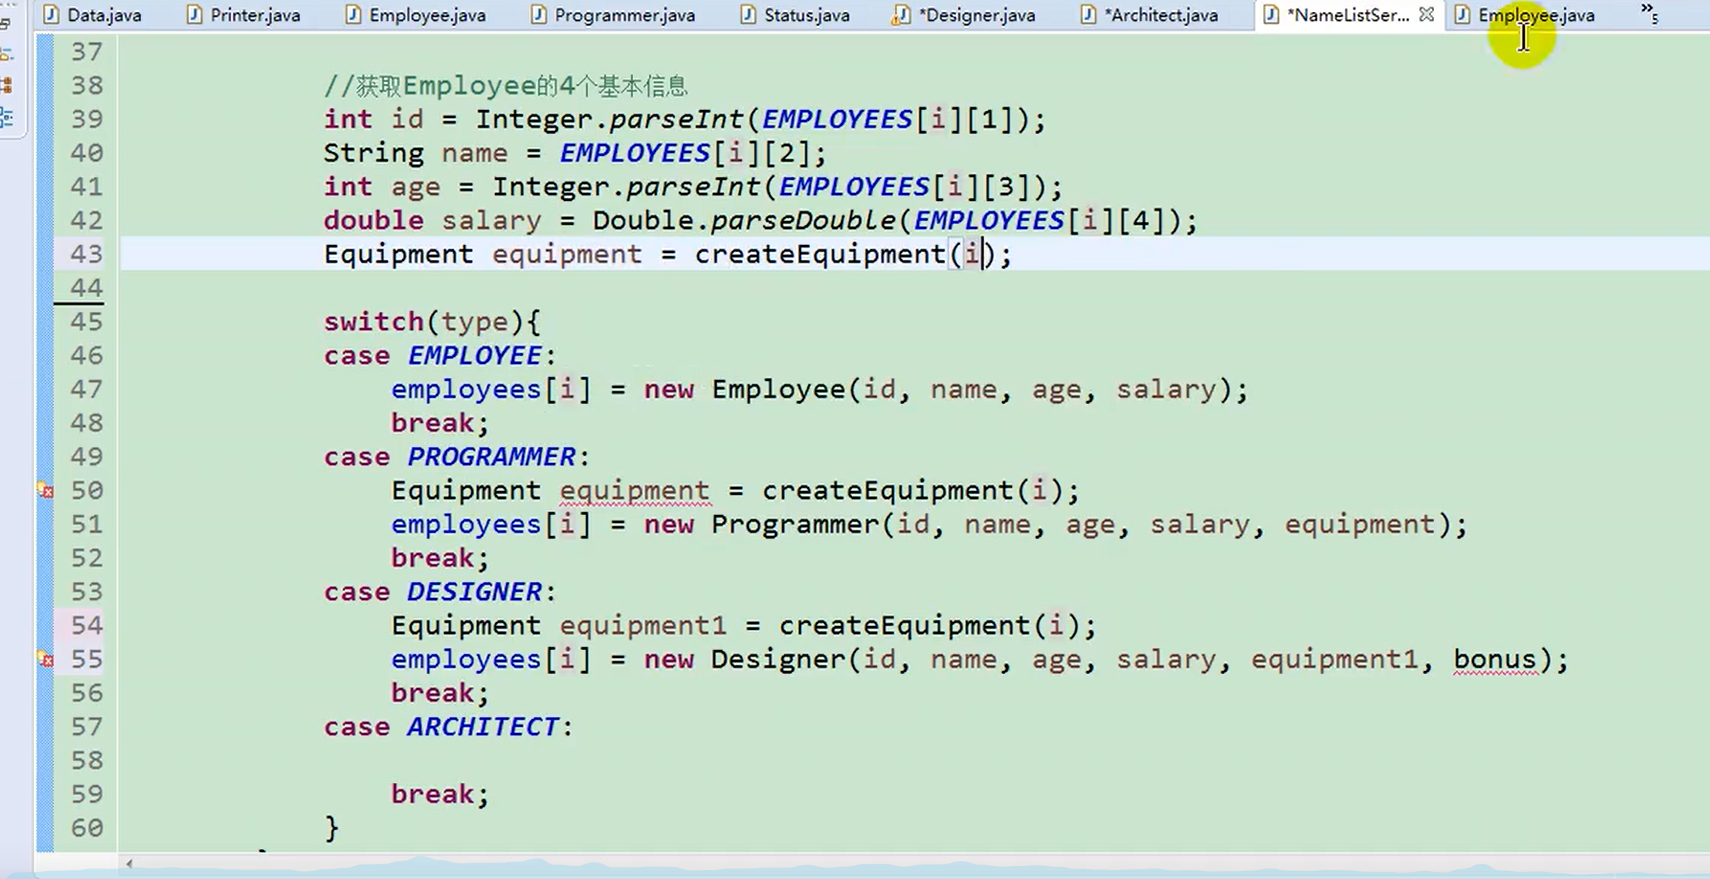 Data.java Printer.java Employee.java Programmer.java Status.java *Designer.java *Architect.java *NameListSer... Employee.java »5
37
38 //获取Employee的4个基本信息
39 int id = Integer.parseInt(EMPLOYEES[i][1]);
40 String name = EMPLOYEES[i][2];
41 int age = Integer.parseInt(EMPLOYEES[i][3]);
42 double salary = Double.parseDouble(EMPLOYEES[i][4]);
43 Equipment equipment = createEquipment(i);
44
45 switch(type){
46 case EMPLOYEE:
47 employees[i] = new Employee(id, name, age, salary);
48 break;
49 case PROGRAMMER:
50 Equipment equipment = createEquipment(i);
51 employees[i] = new Programmer(id, name, age, salary, equipment);
52 break;
53 case DESIGNER:
54 Equipment equipment1 = createEquipment(i);
55 employees[i] = new Designer(id, name, age, salary, equipment1, bonus);
56 break;
57 case ARCHITECT:
58
59 break;
60 }